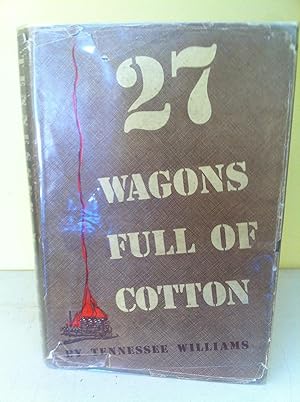 27
WAGONS
FULL OF
COTTON
BY TENNESSEE WILLIAMS